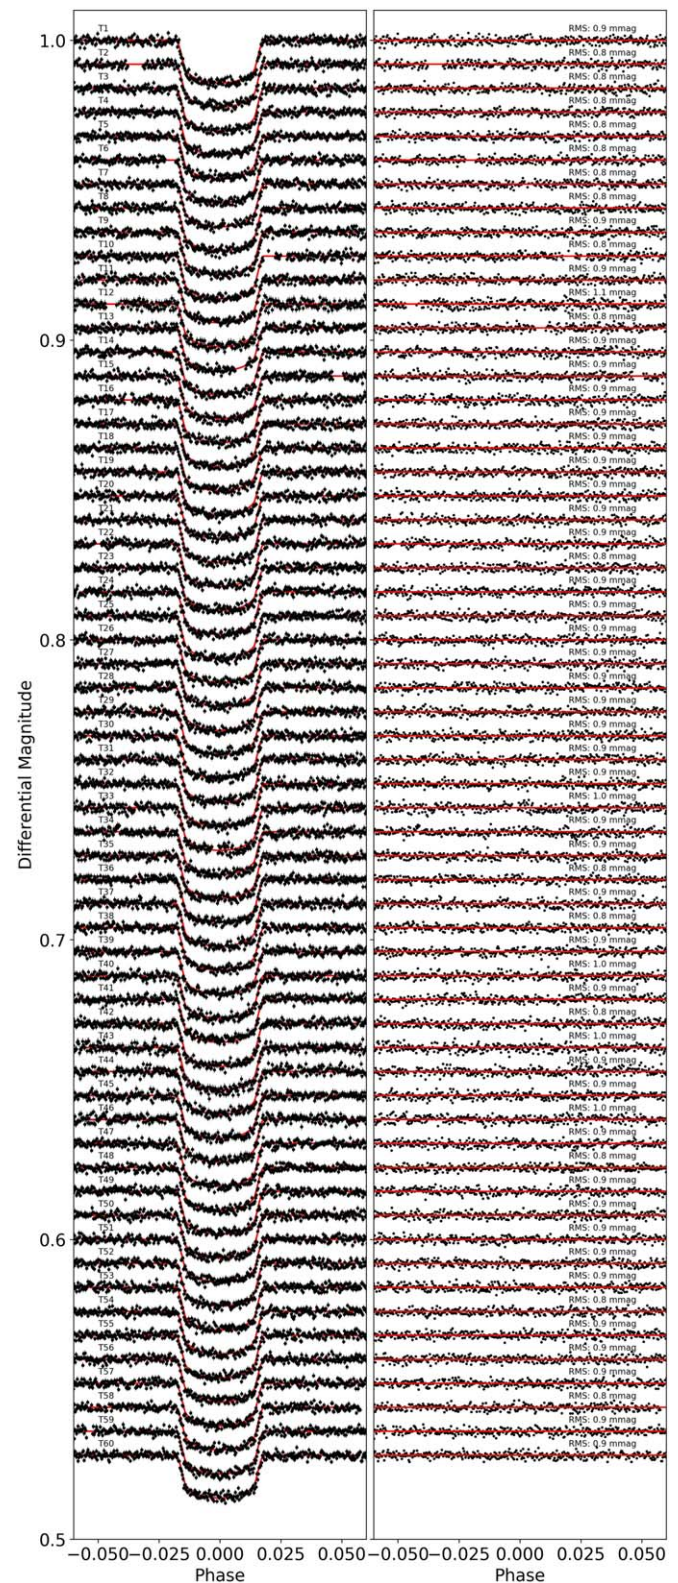 Differential Magnitude
1.0
0.9
0.8
0.7
0.6
0.5
T1 RMS: 0.9 mmag
T2 RMS: 0.8 mmag
T3 RMS: 0.8 mmag
T4 RMS: 0.8 mmag
T5 RMS: 0.8 mmag
T6 RMS: 0.8 mmag
T7 RMS: 0.8 mmag
T8 RMS: 0.8 mmag
T9 RMS: 0.9 mmag
T10 RMS: 0.8 mmag
T11 RMS: 0.9 mmag
T12 RMS: 1.1 mmag
T13 RMS: 0.8 mmag
T14 RMS: 0.9 mmag
T15 RMS: 0.9 mmag
T16 RMS: 0.9 mmag
T17 RMS: 0.9 mmag
T18 RMS: 0.9 mmag
T19 RMS: 0.9 mmag
T20 RMS: 0.9 mmag
T21 RMS: 0.9 mmag
T22 RMS: 0.9 mmag
T23 RMS: 0.8 mmag
T24 RMS: 0.9 mmag
T25 RMS: 0.9 mmag
T26 RMS: 0.9 mmag
T27 RMS: 0.9 mmag
T28 RMS: 0.9 mmag
T29 RMS: 0.9 mmag
T30 RMS: 0.9 mmag
T31 RMS: 0.9 mmag
T32 RMS: 0.9 mmag
T33 RMS: 1.0 mmag
T34 RMS: 0.9 mmag
T35 RMS: 0.9 mmag
T36 RMS: 0.8 mmag
T37 RMS: 0.9 mmag
T38 RMS: 0.8 mmag
T39 RMS: 0.9 mmag
T40 RMS: 1.0 mmag
T41 RMS: 0.9 mmag
T42 RMS: 0.8 mmag
T43 RMS: 1.0 mmag
T44 RMS: 0.9 mmag
T45 RMS: 0.9 mmag
T46 RMS: 1.0 mmag
T47 RMS: 0.9 mmag
T48 RMS: 0.8 mmag
T49 RMS: 0.9 mmag
T50 RMS: 0.9 mmag
T51 RMS: 0.9 mmag
T52 RMS: 0.9 mmag
T53 RMS: 0.9 mmag
T54 RMS: 0.8 mmag
T55 RMS: 0.9 mmag
T56 RMS: 0.9 mmag
T57 RMS: 0.9 mmag
T58 RMS: 0.8 mmag
T59 RMS: 0.9 mmag
T60 RMS: 0.9 mmag
−0.050 −0.025 0.000 0.025 0.050 −0.050 −0.025 0.000 0.025 0.050
Phase Phase